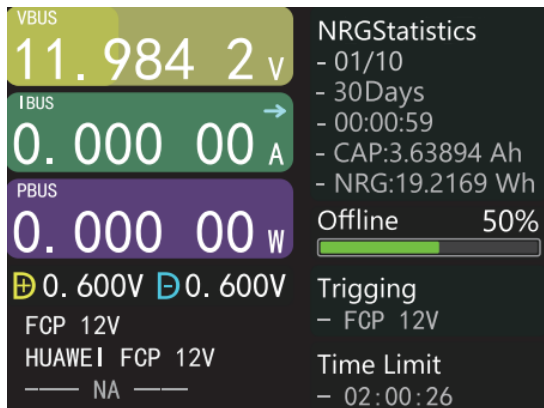 VBUS
11.984 2 V
IBUS
0.000 00 A
PBUS
0.000 00 W
D+ 0.600V D- 0.600V
FCP 12V
HUAWEI FCP 12V
—— NA ——
NRGStatistics
- 01/10
- 30Days
- 00:00:59
- CAP:3.63894 Ah
- NRG:19.2169 Wh
Offline 50%
Trigging
- FCP 12V
Time Limit
- 02:00:26